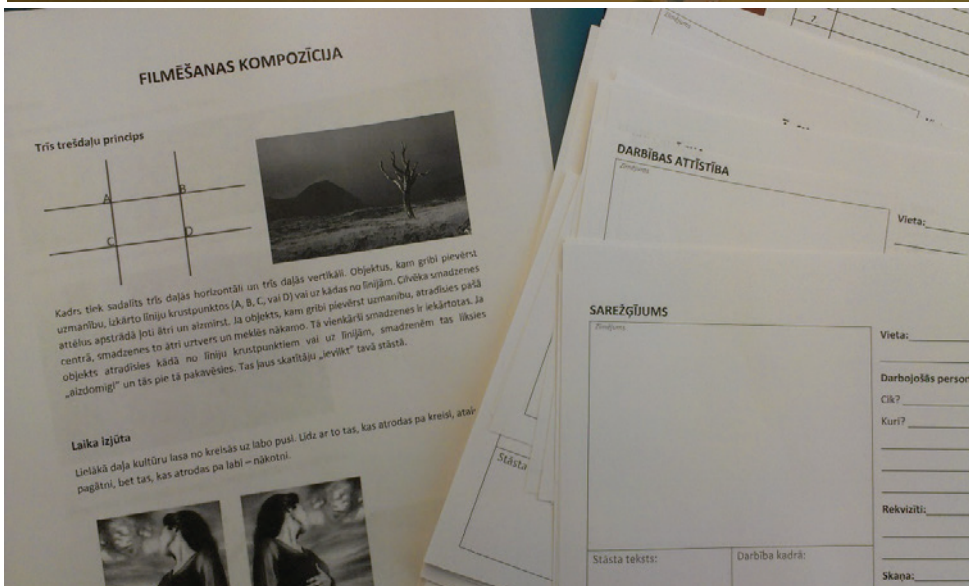 FILMĒŠANAS KOMPOZĪCIJA
Trīs trešdaļu princips
A
B
C
D
Kadrs tiek sadalīts trīs daļās horizontāli un trīs daļās vertikāli. Objektus, kam gribi pievērst
uzmanību, izkārto līniju krustpunktos (A, B, C, vai D) vai uz kādas no līnijām. Cilvēka smadzenes
attēlus apstrādā ļoti ātri un aizmirst. Ja objekts, kam gribi pievērst uzmanību, atradīsies pašā
centrā, smadzenes to ātri uztvers un meklēs nākamo. Tā vienkārši smadzenes ir iekārtotas. Ja
objekts atradīsies kādā no līniju krustpunktiem vai uz līnijām, smadzenēm tas liksies
„aizdomīgi" un tās pie tā pakavēsies. Tas ļaus skatītāju „ievilkt" tavā stāstā.
Laika izjūta
Lielākā daļa kultūru lasa no kreisās uz labo pusi. Līdz ar to tas, kas atrodas pa kreisi,
pagātni, bet tas, kas atrodas pa labi – nākotni.
7
Zīmējums
DARBĪBAS ATTĪSTĪBA
Zīmējums
Vieta:
Stāsta
SAREŽĢĪJUMS
Zīmējums
Vieta:
Darbojošās person
Cik?
Kuri?
Rekvizīti:
Skaņa:
Stāsta teksts:
Darbība kadrā: